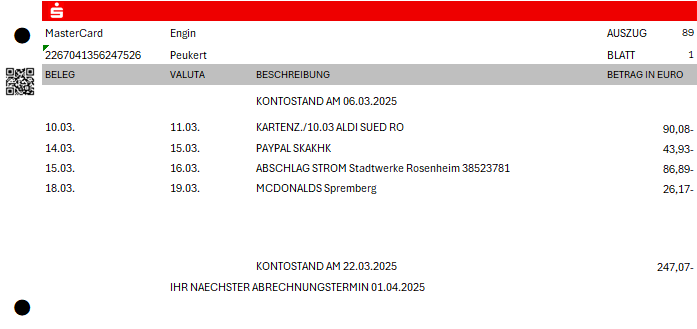 MasterCard Engin AUSZUG 89
2267041356247526 Peukert BLATT 1
BELEG VALUTA BESCHREIBUNG BETRAG IN EURO
KONTOSTAND AM 06.03.2025
10.03. 11.03. KARTENZ./10.03 ALDI SUED RO 90,08-
14.03. 15.03. PAYPAL SKAKHK 43,93-
15.03. 16.03. ABSCHLAG STROM Stadtwerke Rosenheim 38523781 86,89-
18.03. 19.03. MCDONALDS Spremberg 26,17-
KONTOSTAND AM 22.03.2025 247,07-
IHR NAECHSTER ABRECHNUNGSTERMIN 01.04.2025